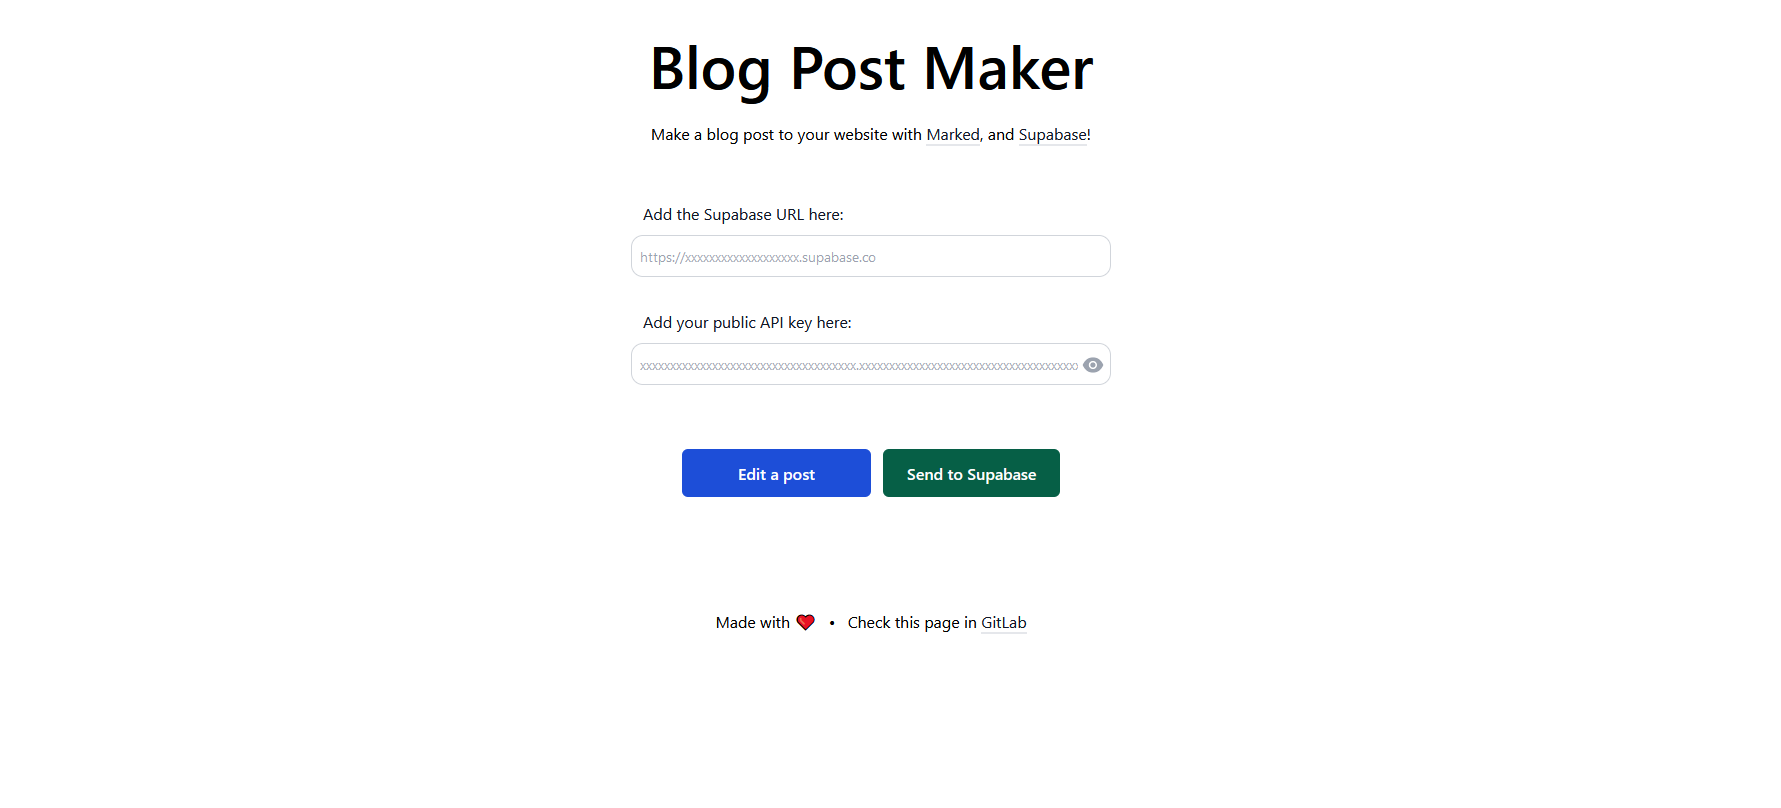 Blog Post Maker
Make a blog post to your website with Marked, and Supabase!
Add the Supabase URL here:
https://xxxxxxxxxxxxxxxxxxx.supabase.co
Add your public API key here:
xxxxxxxxxxxxxxxxxxxxxxxxxxxxxxxxxxxx.xxxxxxxxxxxxxxxxxxxxxxxxxxxxxxxxxxxxx
Edit a post
Send to Supabase
Made with ❤️ • Check this page in GitLab